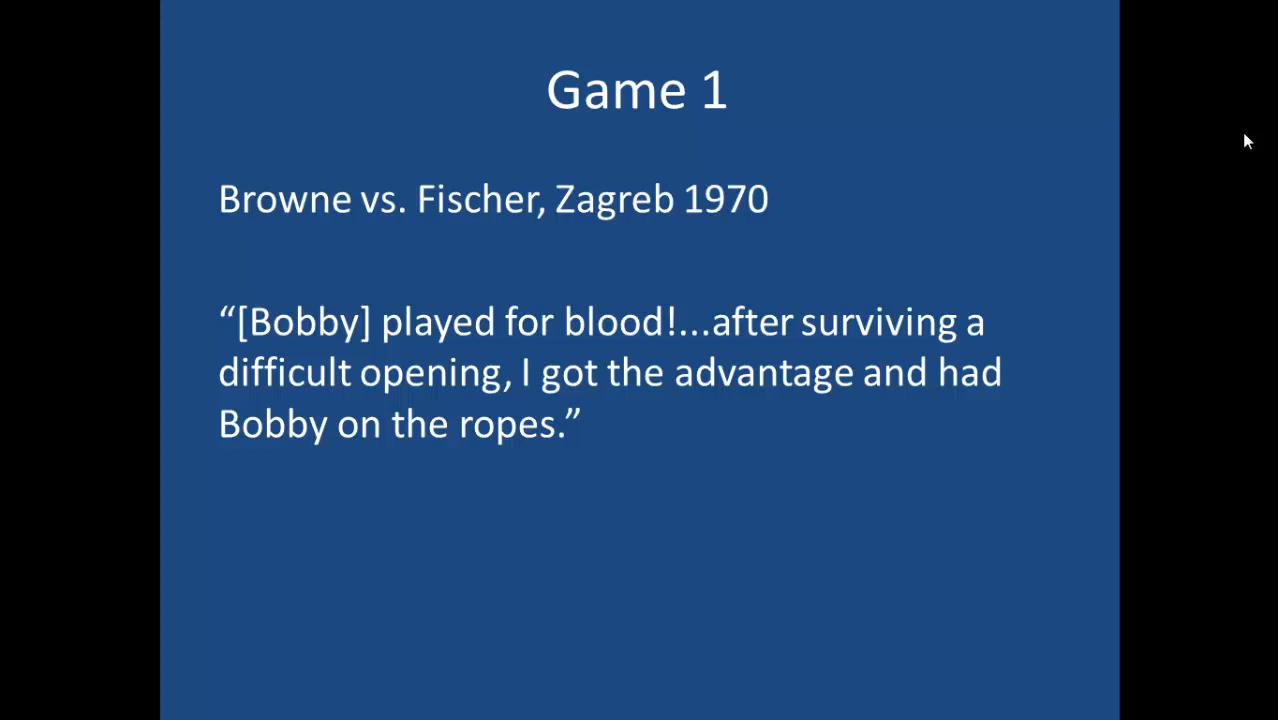 Game 1
Browne vs. Fischer, Zagreb 1970
“[Bobby] played for blood!...after surviving a
difficult opening, I got the advantage and had
Bobby on the ropes.”